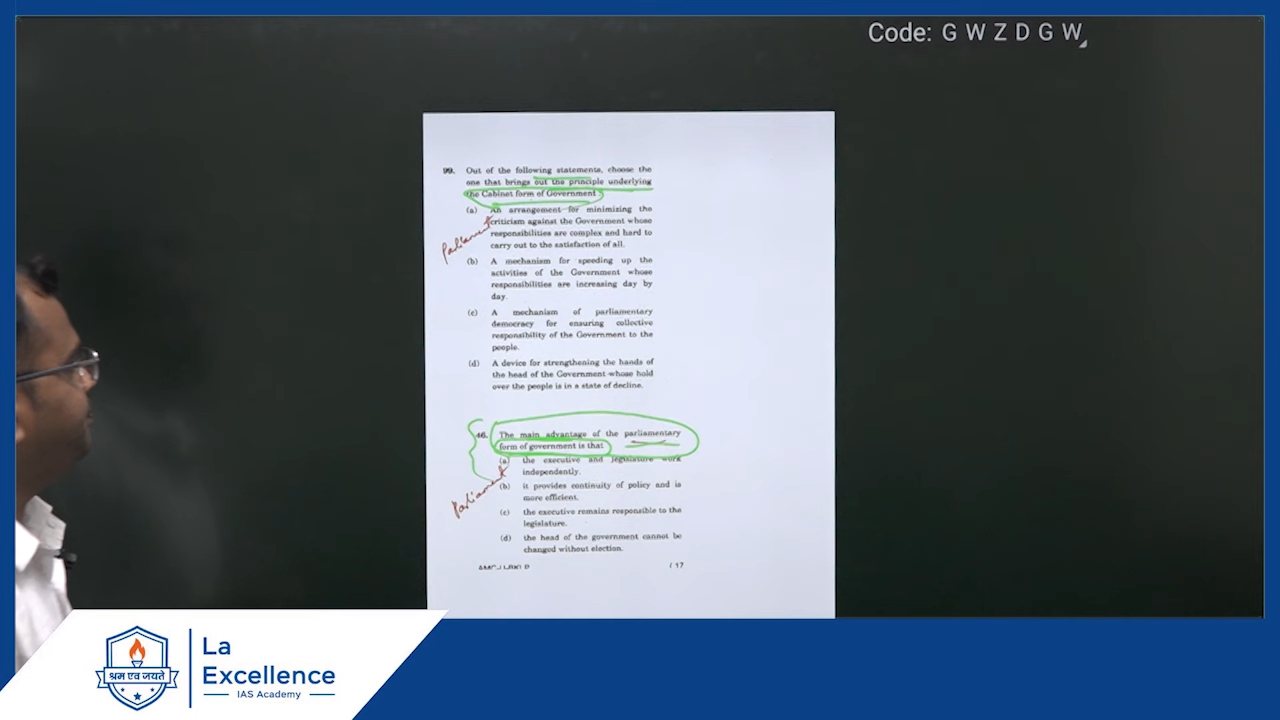 Code: G W Z D G W
99. Out of the following statements, choose the
one that brings out the principle underlying
the Cabinet form of Government
(a) An arrangement for minimizing the
criticism against the Government whose
responsibilities are complex and hard to
carry out to the satisfaction of all.
Parliament
(b) A mechanism for speeding up the
activities of the Government whose
responsibilities are increasing day by
day.
(c) A mechanism of parliamentary
democracy for ensuring collective
responsibility of the Government to the
people.
(d) A device for strengthening the hands of
the head of the Government whose hold
over the people is in a state of decline.
46. The main advantage of the parliamentary
form of government is that
(a) the executive and legislature work
independently.
Parliament
(b) it provides continuity of policy and is
more efficient.
(c) the executive remains responsible to the
legislature.
(d) the head of the government cannot be
changed without election.
( 17
श्रम एव जयते
La
Excellence
IAS Academy